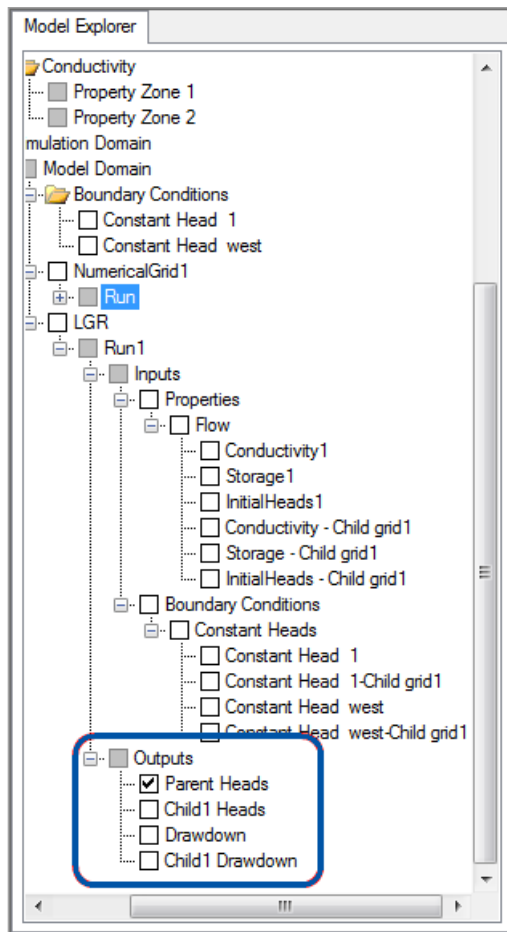 Model Explorer
Conductivity
Property Zone 1
Property Zone 2
mulation Domain
Model Domain
Boundary Conditions
Constant Head 1
Constant Head west
NumericalGrid1
Run
LGR
Run1
Inputs
Properties
Flow
Conductivity1
Storage1
InitialHeads1
Conductivity - Child grid1
Storage - Child grid1
InitialHeads - Child grid1
Boundary Conditions
Constant Heads
Constant Head 1
Constant Head 1-Child grid1
Constant Head west
Constant Head west-Child grid1
Outputs
Parent Heads
Child1 Heads
Drawdown
Child1 Drawdown